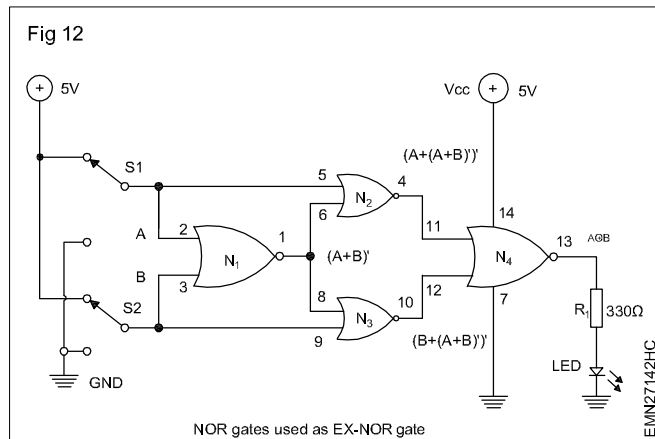 Fig 12
5V
Vcc
5V
S1
(A+(A+B)')'
5
4
6
N2
14
A
2
11
13
A⊙B
1
N1
(A+B)'
N4
B
3
8
10
12
7
R1
330Ω
S2
N3
9
(B+(A+B)')'
LED
GND
NOR gates used as EX-NOR gate
EMN27142HC